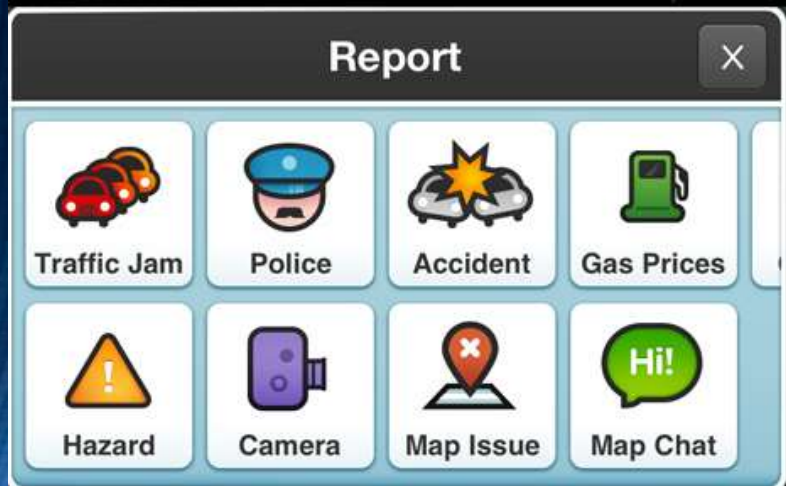 Report
X
Traffic Jam
Police
Accident
Gas Prices
Hazard
!
Camera
Map Issue
Map Chat
Hi!